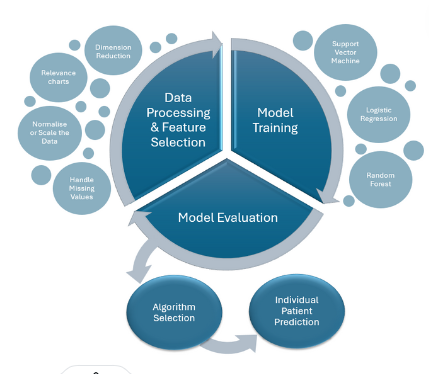 Dimension
Reduction
Relevance
charts
Normalise
or Scale the
Data
Handle
Missing
Values
Data
Processing
& Feature
Selection
Model
Training
Support
Vector
Machine
Logistic
Regression
Random
Forest
Model Evaluation
Algorithm
Selection
Individual
Patient
Prediction